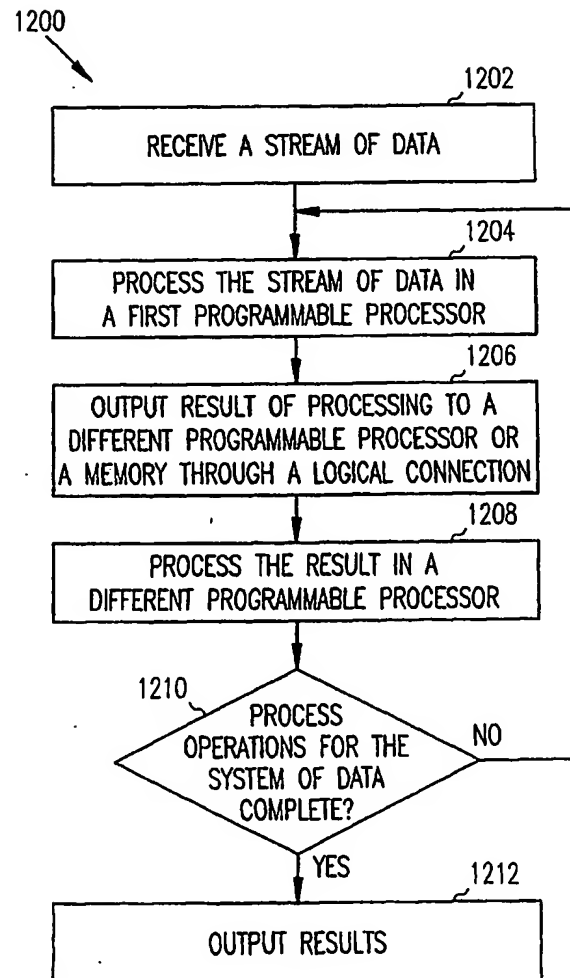 1200
1202
RECEIVE A STREAM OF DATA
1204
PROCESS THE STREAM OF DATA IN
A FIRST PROGRAMMABLE PROCESSOR
1206
OUTPUT RESULT OF PROCESSING TO A
DIFFERENT PROGRAMMABLE PROCESSOR OR
A MEMORY THROUGH A LOGICAL CONNECTION
1208
PROCESS THE RESULT IN A
DIFFERENT PROGRAMMABLE PROCESSOR
1210
PROCESS
OPERATIONS FOR THE
SYSTEM OF DATA
COMPLETE?
NO
YES
1212
OUTPUT RESULTS